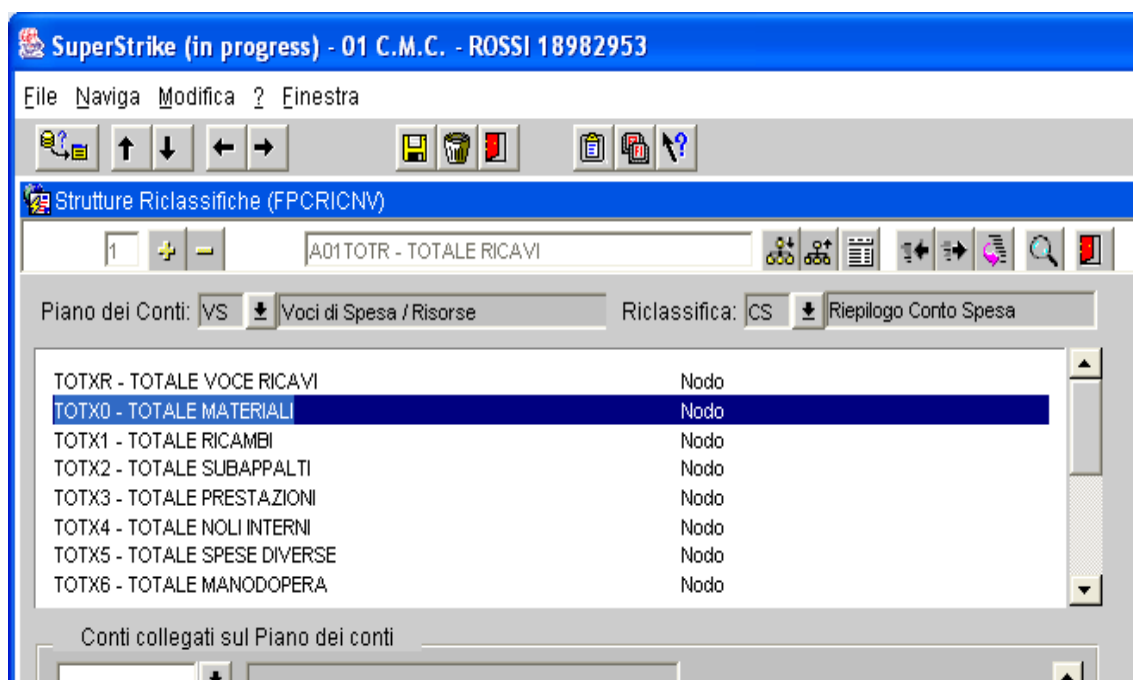 SuperStrike (in progress) - 01 C.M.C. - ROSSI 18982953
File Naviga Modifica ? Finestra
Strutture Riclassifiche (FPCRICNV)
1 A01TOTR - TOTALE RICAVI
Piano dei Conti: VS Voci di Spesa / Risorse Riclassifica: CS Riepilogo Conto Spesa
TOTXR - TOTALE VOCE RICAVI Nodo
TOTX0 - TOTALE MATERIALI Nodo
TOTX1 - TOTALE RICAMBI Nodo
TOTX2 - TOTALE SUBAPPALTI Nodo
TOTX3 - TOTALE PRESTAZIONI Nodo
TOTX4 - TOTALE NOLI INTERNI Nodo
TOTX5 - TOTALE SPESE DIVERSE Nodo
TOTX6 - TOTALE MANODOPERA Nodo
Conti collegati sul Piano dei conti